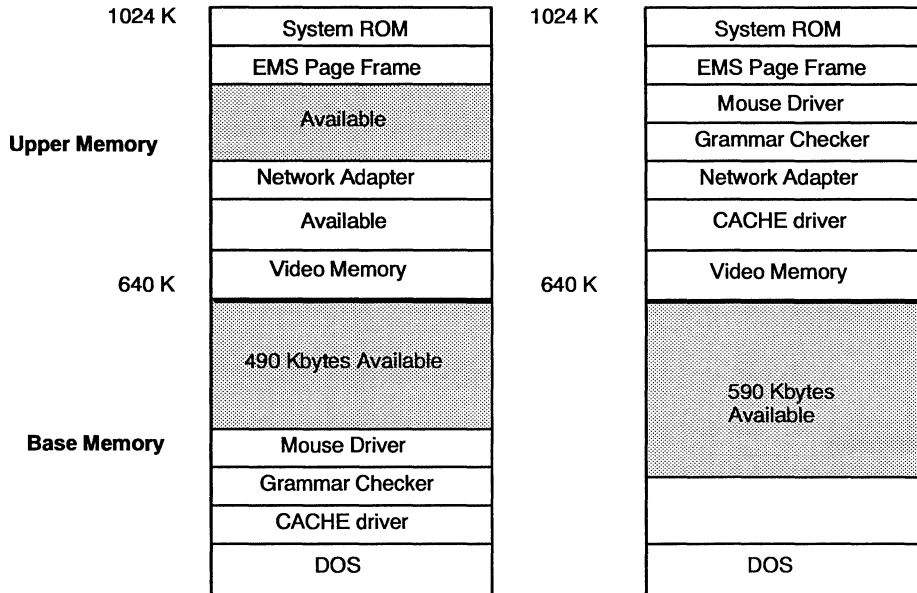 1024 K
System ROM
EMS Page Frame
Available
Upper Memory
Network Adapter
Available
Video Memory
640 K
490 Kbytes Available
Base Memory
Mouse Driver
Grammar Checker
CACHE driver
DOS
1024 K
System ROM
EMS Page Frame
Mouse Driver
Grammar Checker
Network Adapter
CACHE driver
Video Memory
640 K
590 Kbytes
Available
DOS